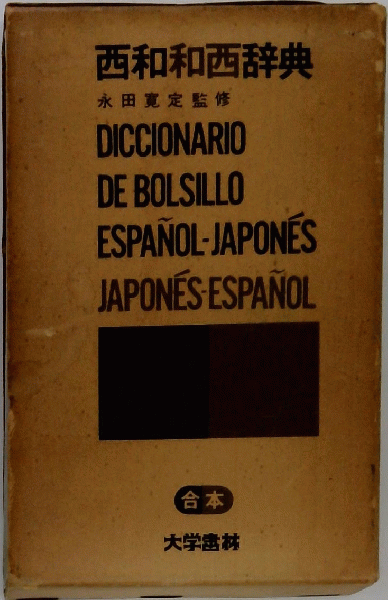 西和和西辞典
永田寛定監修
DICCIONARIO
DE BOLSILLO
ESPAÑOL-JAPONÉS
JAPONÉS-ESPAÑOL
合本
大学書林